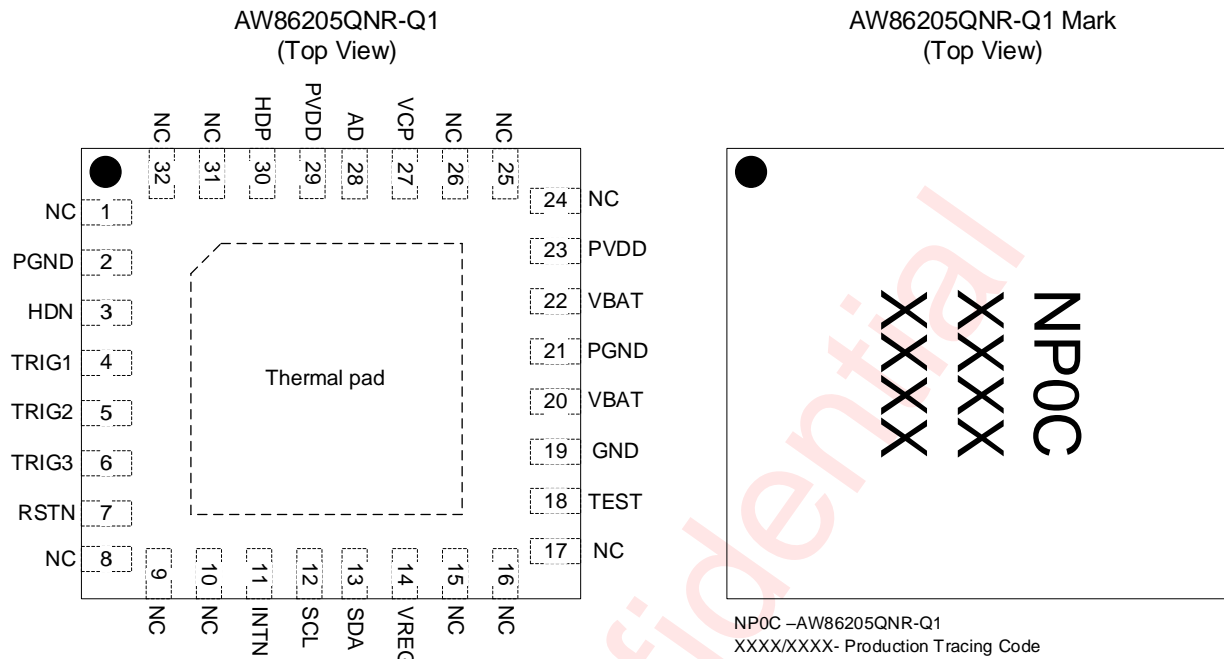 AW86205QNR-Q1
(Top View)
NC
NC
HDP
PVDD
AD
VCP
NC
NC
32
31
30
29
28
27
26
25
NC 1
PGND 2
HDN 3
TRIG1 4
TRIG2 5
TRIG3 6
RSTN 7
NC 8
Thermal pad
24 NC
23 PVDD
22 VBAT
21 PGND
20 VBAT
19 GND
18 TEST
17 NC
9
10
11
12
13
14
15
16
NC
NC
INTN
SCL
SDA
VREG
NC
NC
AW86205QNR-Q1 Mark
(Top View)
NP0C
XXXX
XXXX
NP0C –AW86205QNR-Q1
XXXX/XXXX- Production Tracing Code
fidential